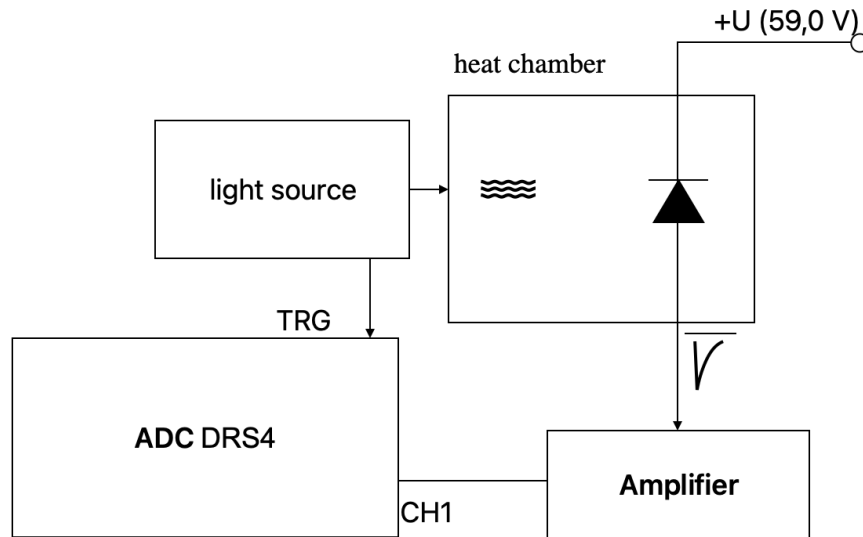 +U (59,0 V)
heat chamber
light source
TRG
ADC DRS4
CH1
Amplifier